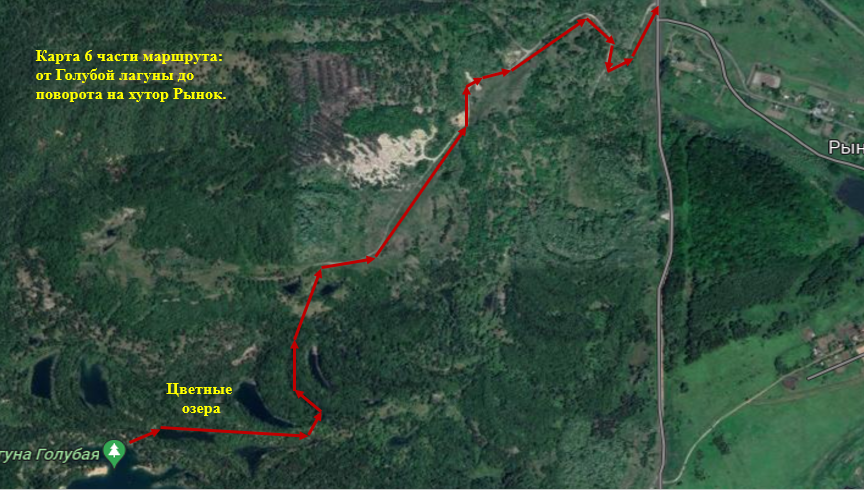 Карта 6 части маршрута:
от Голубой лагуны до
поворота на хутор Рынок.
Рын
Цветные
озера
гуна Голубая